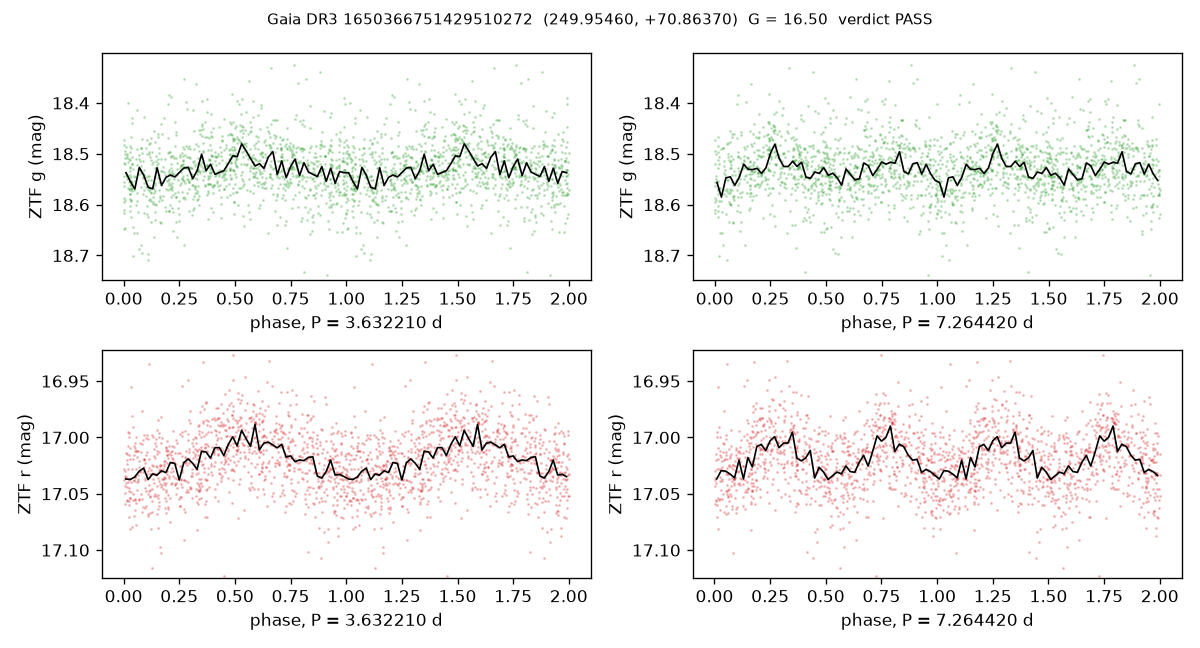 Gaia DR3 1650366751429510272  (249.95460, +70.86370)  G = 16.50  verdict PASS
ZTF g (mag)
18.4
18.5
18.6
18.7
0.00 0.25 0.50 0.75 1.00 1.25 1.50 1.75 2.00
phase, P = 3.632210 d
ZTF g (mag)
18.4
18.5
18.6
18.7
0.00 0.25 0.50 0.75 1.00 1.25 1.50 1.75 2.00
phase, P = 7.264420 d
ZTF r (mag)
16.95
17.00
17.05
17.10
0.00 0.25 0.50 0.75 1.00 1.25 1.50 1.75 2.00
phase, P = 3.632210 d
ZTF r (mag)
16.95
17.00
17.05
17.10
0.00 0.25 0.50 0.75 1.00 1.25 1.50 1.75 2.00
phase, P = 7.264420 d